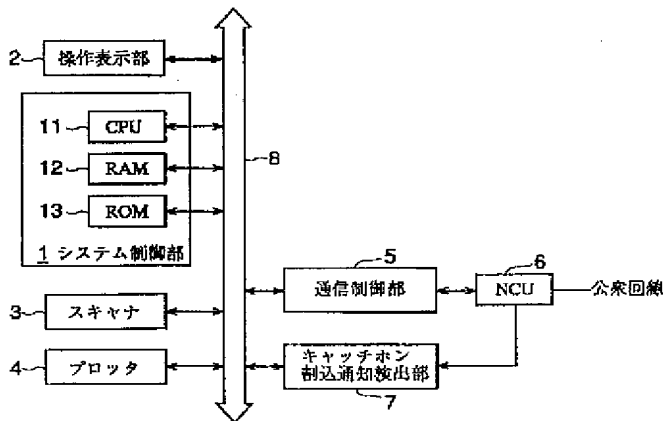 2 操作表示部
11 CPU
12 RAM
13 ROM
1 システム制御部
8
3 スキャナ
4 プロッタ
5
通信制御部
6
NCU
公衆回線
キャッチホン
割込通知検出部
7